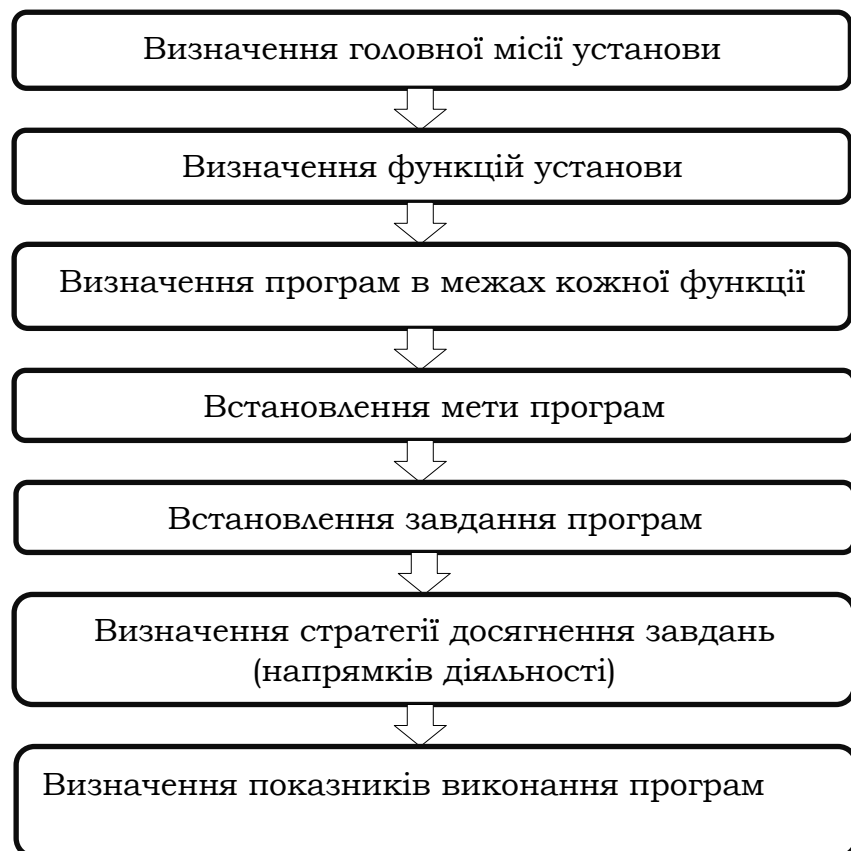 Визначення головної місії установи
Визначення функцій установи
Визначення програм в межах кожної функції
Встановлення мети програм
Встановлення завдання програм
Визначення стратегії досягнення завдань
(напрямків діяльності)
Визначення показників виконання програм